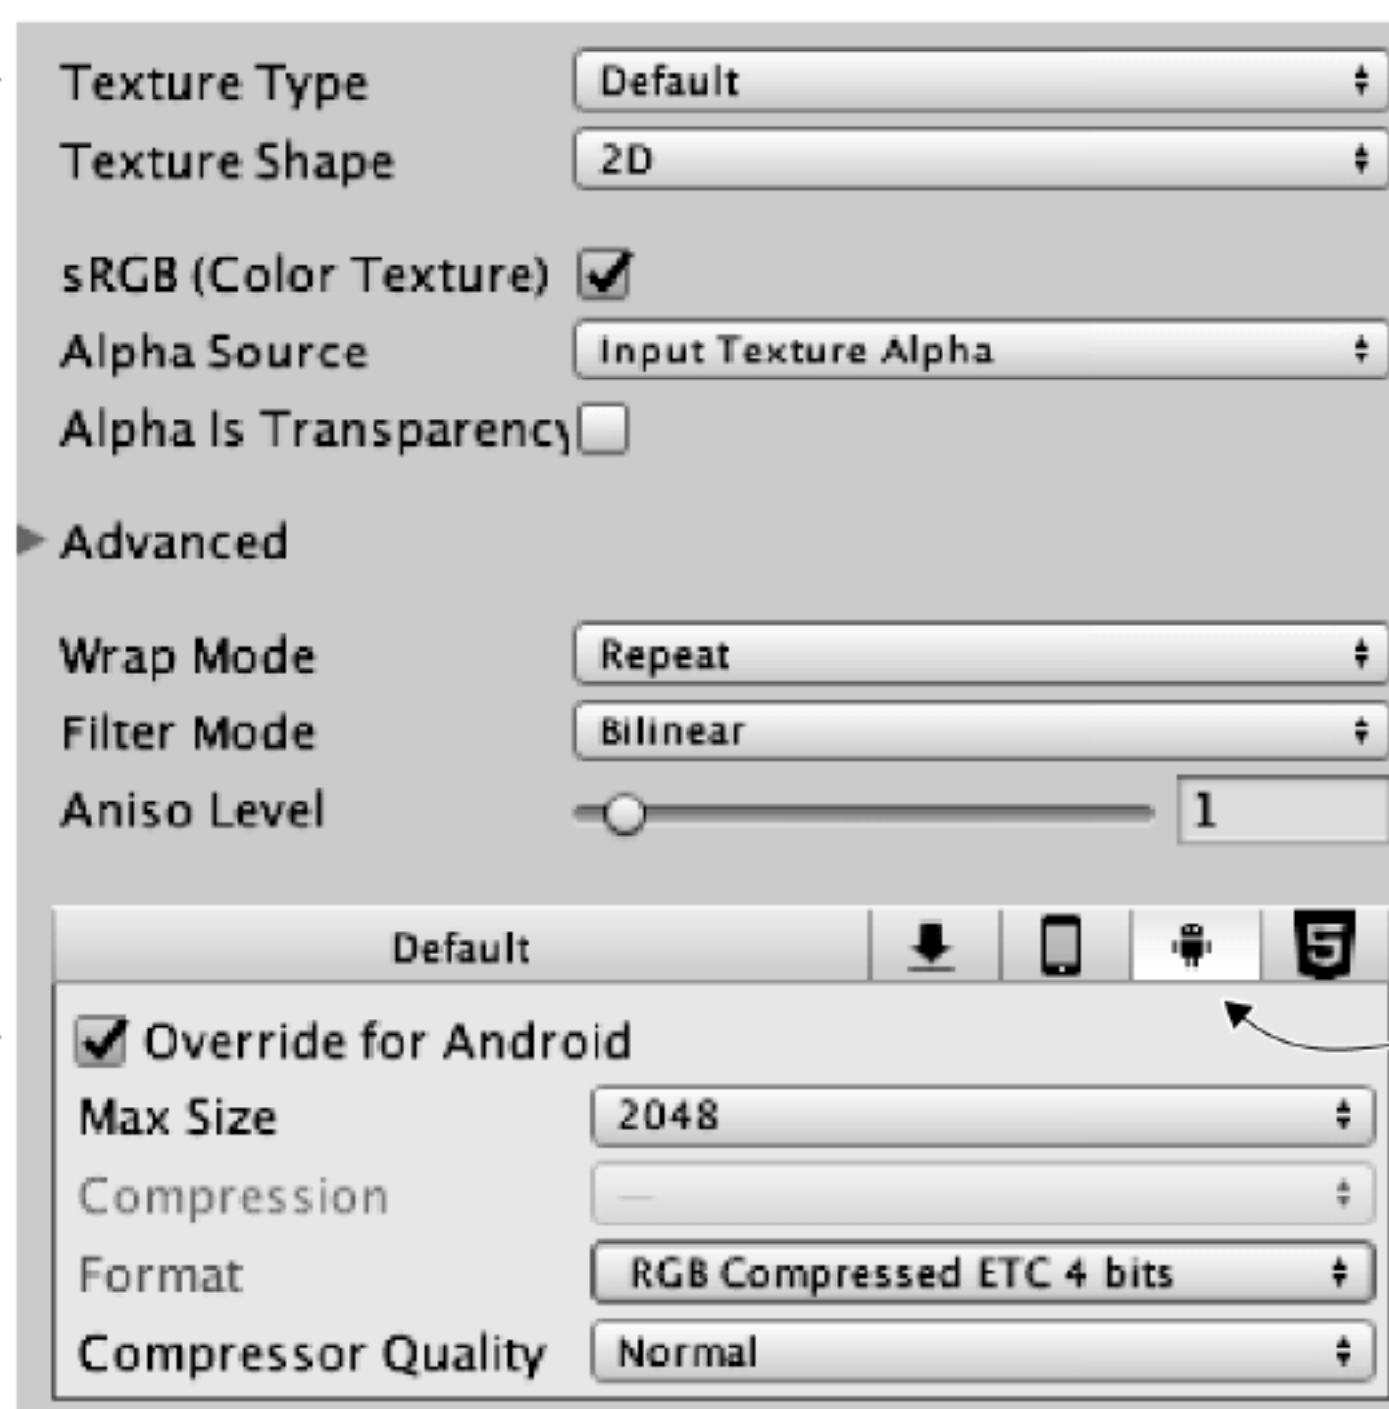 Texture Type Default
Texture Shape 2D
sRGB (Color Texture)
Alpha Source Input Texture Alpha
Alpha Is Transparency
Advanced
Wrap Mode Repeat
Filter Mode Bilinear
Aniso Level 1
Default 5
Override for Android
Max Size 2048
Compression —
Format RGB Compressed ETC 4 bits
Compressor Quality Normal